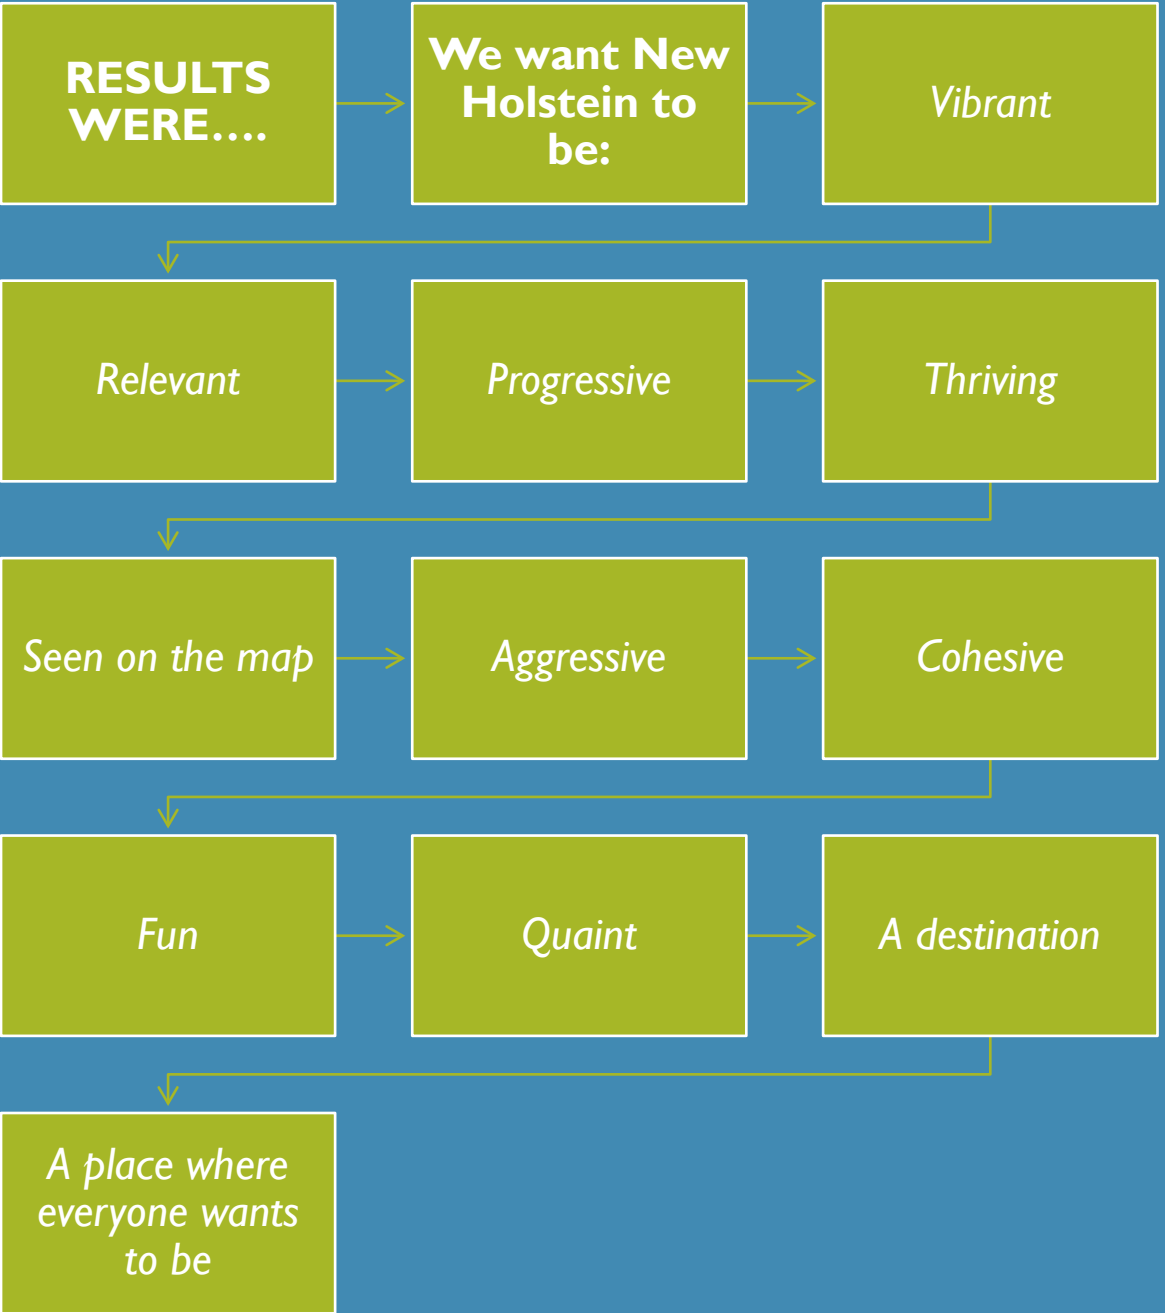 RESULTS
WERE....
We want New
Holstein to
be:
Vibrant
Relevant
Progressive
Thriving
Seen on the map
Aggressive
Cohesive
Fun
Quaint
A destination
A place where
everyone wants
to be